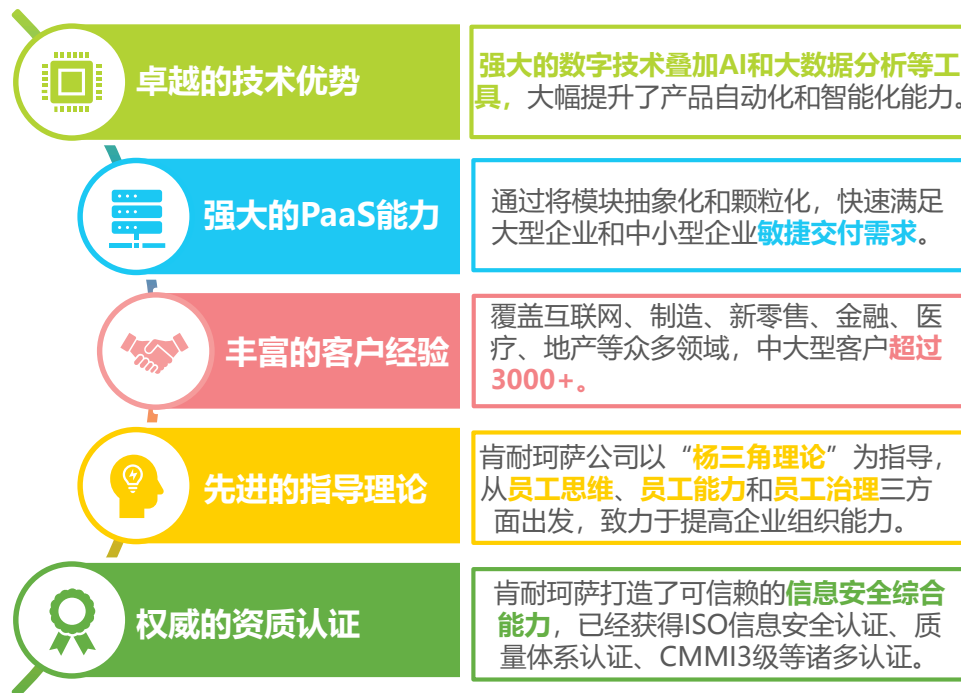 卓越的技术优势
强大的数字技术叠加AI和大数据分析等工
具，大幅提升了产品自动化和智能化能力。
强大的PaaS能力
通过将模块抽象化和颗粒化，快速满足
大型企业和中小型企业敏捷交付需求。
丰富的客户经验
覆盖互联网、制造、新零售、金融、医
疗、地产等众多领域，中大型客户超过
3000+。
先进的指导理论
肯耐珂萨公司以“杨三角理论”为指导，
从员工思维、员工能力和员工治理三方
面出发，致力于提高企业组织能力。
权威的资质认证
肯耐珂萨打造了可信赖的信息安全综合
能力，已经获得ISO信息安全认证、质
量体系认证、CMMI3级等诸多认证。